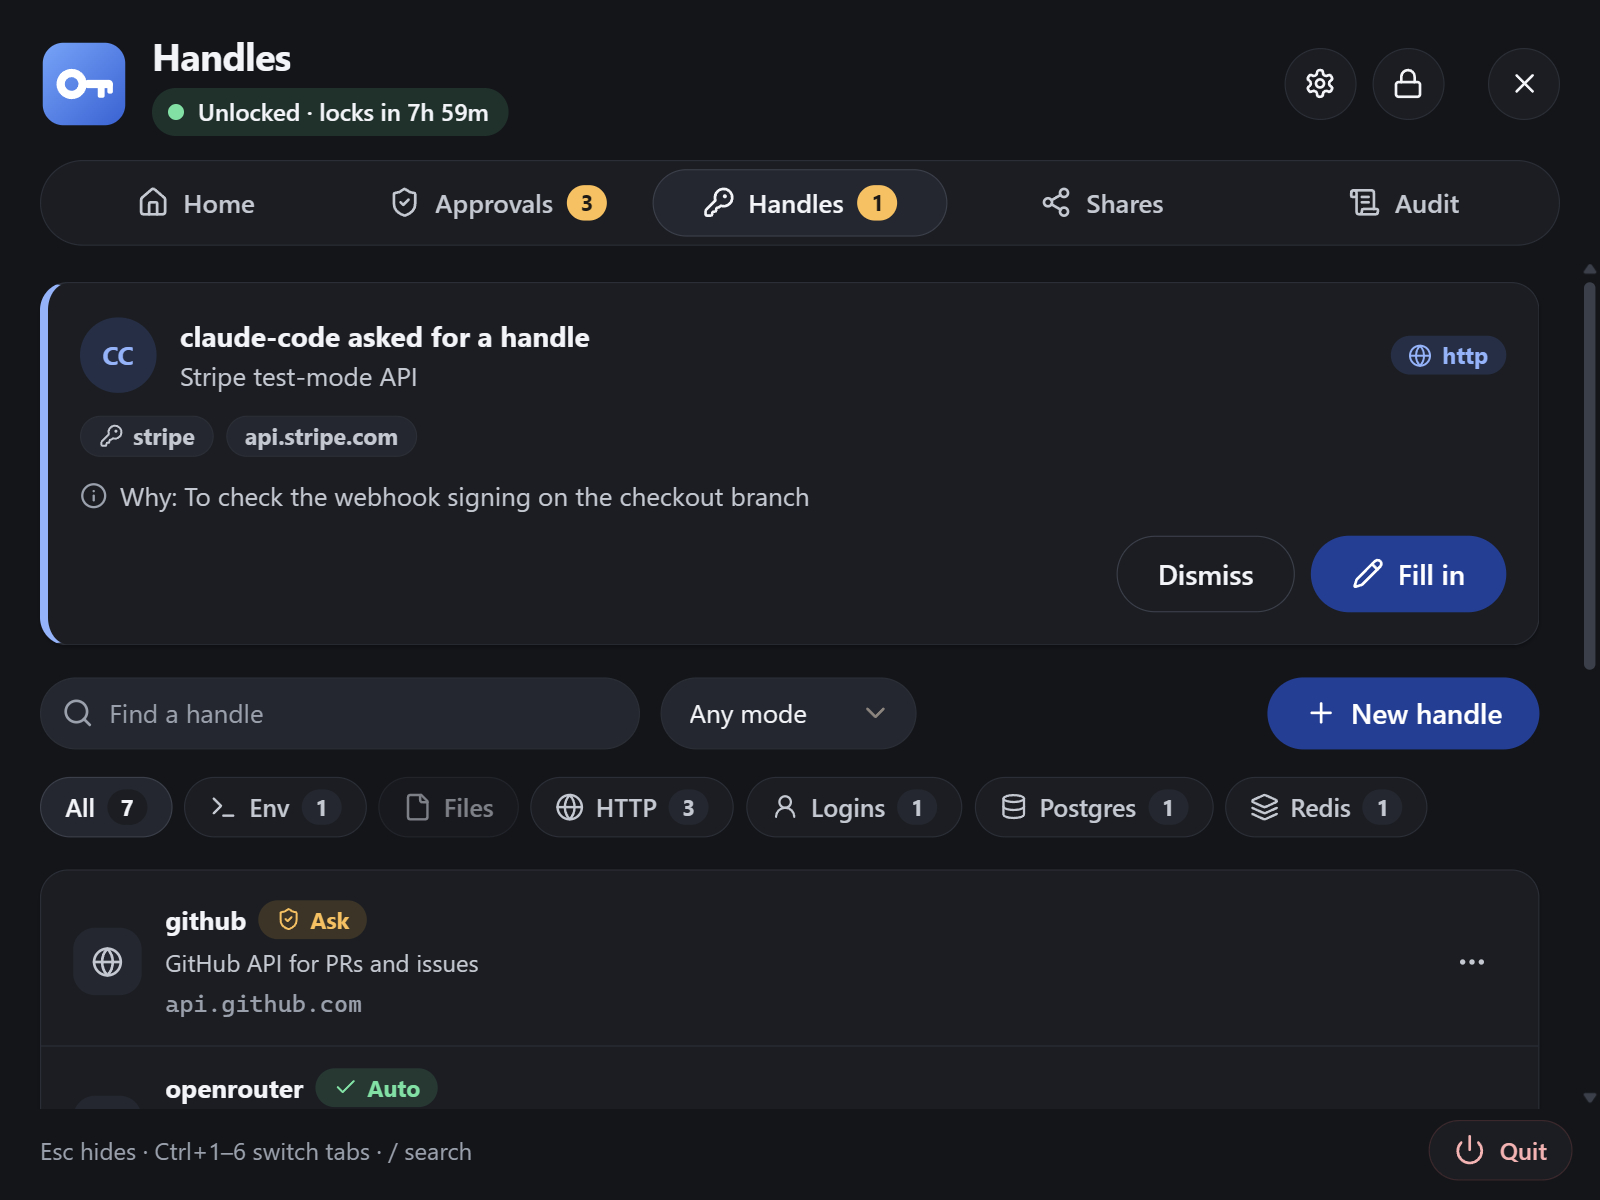 Handles
Unlocked · locks in 7h 59m
Home
Approvals 3
Handles 1
Shares
Audit
CC
claude-code asked for a handle
Stripe test-mode API
http
stripe
api.stripe.com
Why: To check the webhook signing on the checkout branch
Dismiss
Fill in
Find a handle
Any mode
New handle
All 7
Env 1
Files
HTTP 3
Logins 1
Postgres 1
Redis 1
github Ask
GitHub API for PRs and issues
api.github.com
openrouter Auto
Esc hides · Ctrl+1–6 switch tabs · / search
Quit